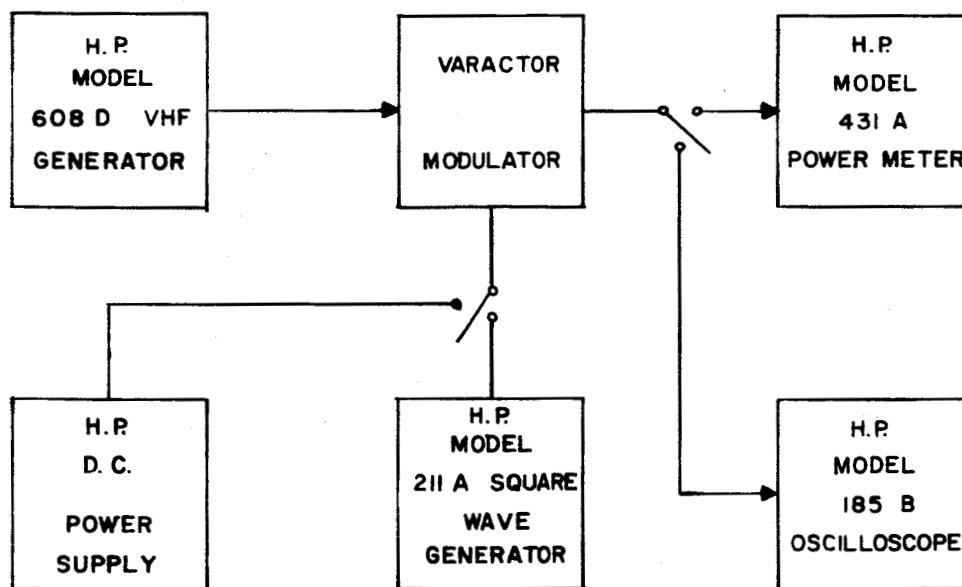 H.P.
MODEL
608 D VHF
GENERATOR
VARACTOR
MODULATOR
H.P.
MODEL
431 A
POWER METER
H.P.
D.C.
POWER
SUPPLY
H.P.
MODEL
211 A SQUARE
WAVE
GENERATOR
H.P.
MODEL
185 B
OSCILLOSCOPE